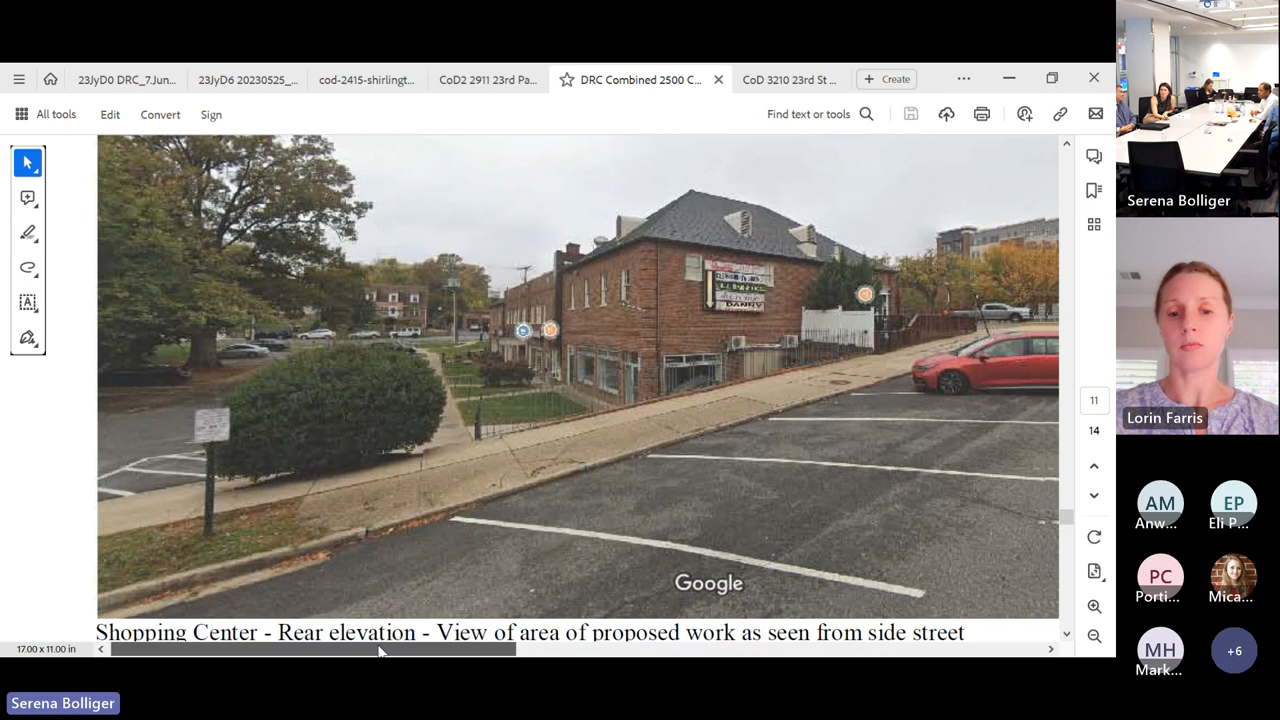 23JyD0 DRC_7.Jun...
23JyD6 20230525_...
cod-2415-shirlingt...
CoD2 2911 23rd Pa...
DRC Combined 2500 C...
CoD 3210 23rd St ...
Create
All tools
Edit
Convert
Sign
Find text or tools
DANNY
Google
11
14
Shopping Center - Rear elevation - View of area of proposed work as seen from side street
17.00 x 11.00 in
Serena Bolliger
Serena Bolliger
Lorin Farris
AM
Anw...
EP
Eli P...
PC
Porti...
Mica...
MH
Mark...
+6